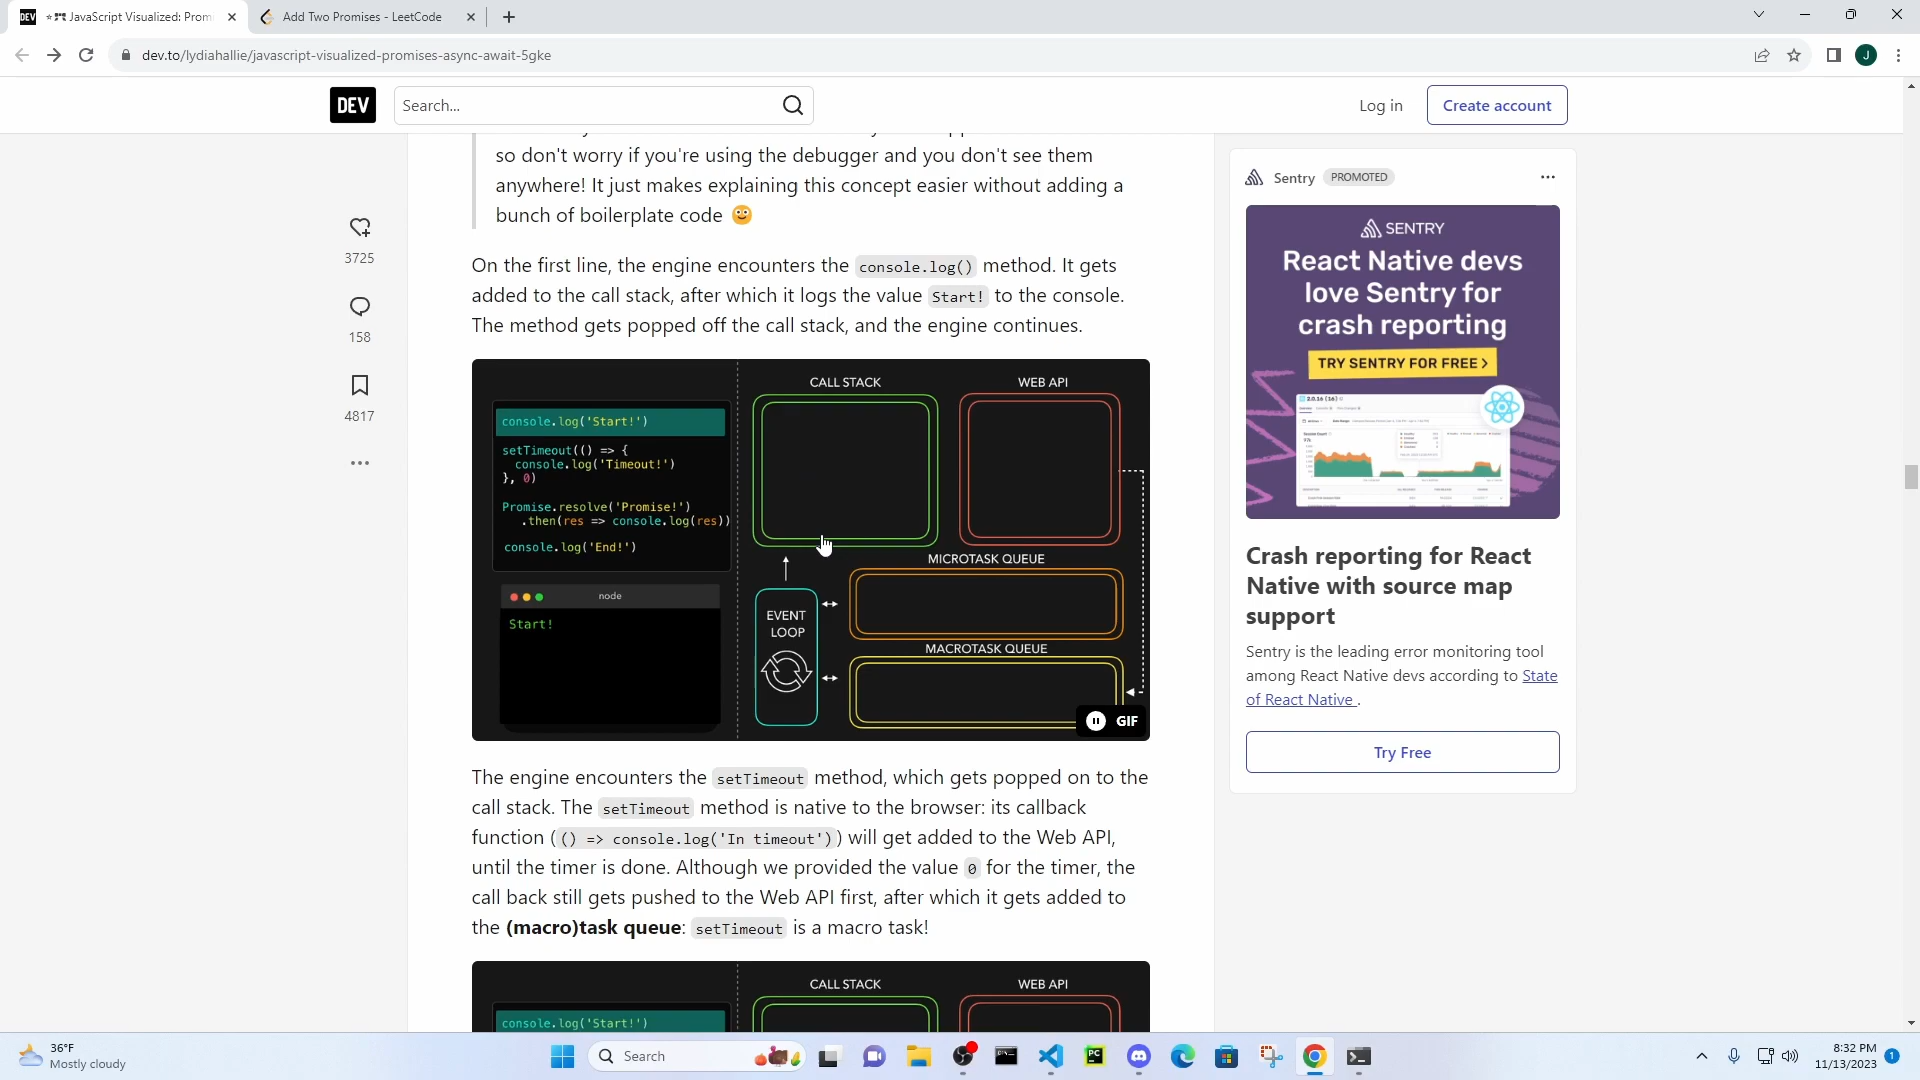 JavaScript Visualized: Prom
Add Two Promises - LeetCode
dev.to/lydiahallie/javascript-visualized-promises-async-await-5gke
J
DEV
Search...
Log in
Create account
so don't worry if you're using the debugger and you don't see them
anywhere! It just makes explaining this concept easier without adding a
bunch of boilerplate code
3725
158
4817
On the first line, the engine encounters the console.log() method. It gets
added to the call stack, after which it logs the value Start! to the console.
The method gets popped off the call stack, and the engine continues.
console.log('Start!')
setTimeout(() => {
console.log('Timeout!')
}, 0)
Promise.resolve('Promise!')
.then(res => console.log(res))
console.log('End!')
node
Start!
CALL STACK
WEB API
MICROTASK QUEUE
EVENT
LOOP
MACROTASK QUEUE
GIF
The engine encounters the setTimeout method, which gets popped on to the
call stack. The setTimeout method is native to the browser: its callback
function (() => console.log('In timeout')) will get added to the Web API,
until the timer is done. Although we provided the value 0 for the timer, the
call back still gets pushed to the Web API first, after which it gets added to
the (macro)task queue: setTimeout is a macro task!
CALL STACK
WEB API
console.log('Start!')
Sentry PROMOTED
SENTRY
React Native devs
love Sentry for
crash reporting
TRY SENTRY FOR FREE >
Crash reporting for React
Native with source map
support
Sentry is the leading error monitoring tool
among React Native devs according to State
of React Native .
Try Free
36°F
Mostly cloudy
Search
PC
8:32 PM
11/13/2023
1